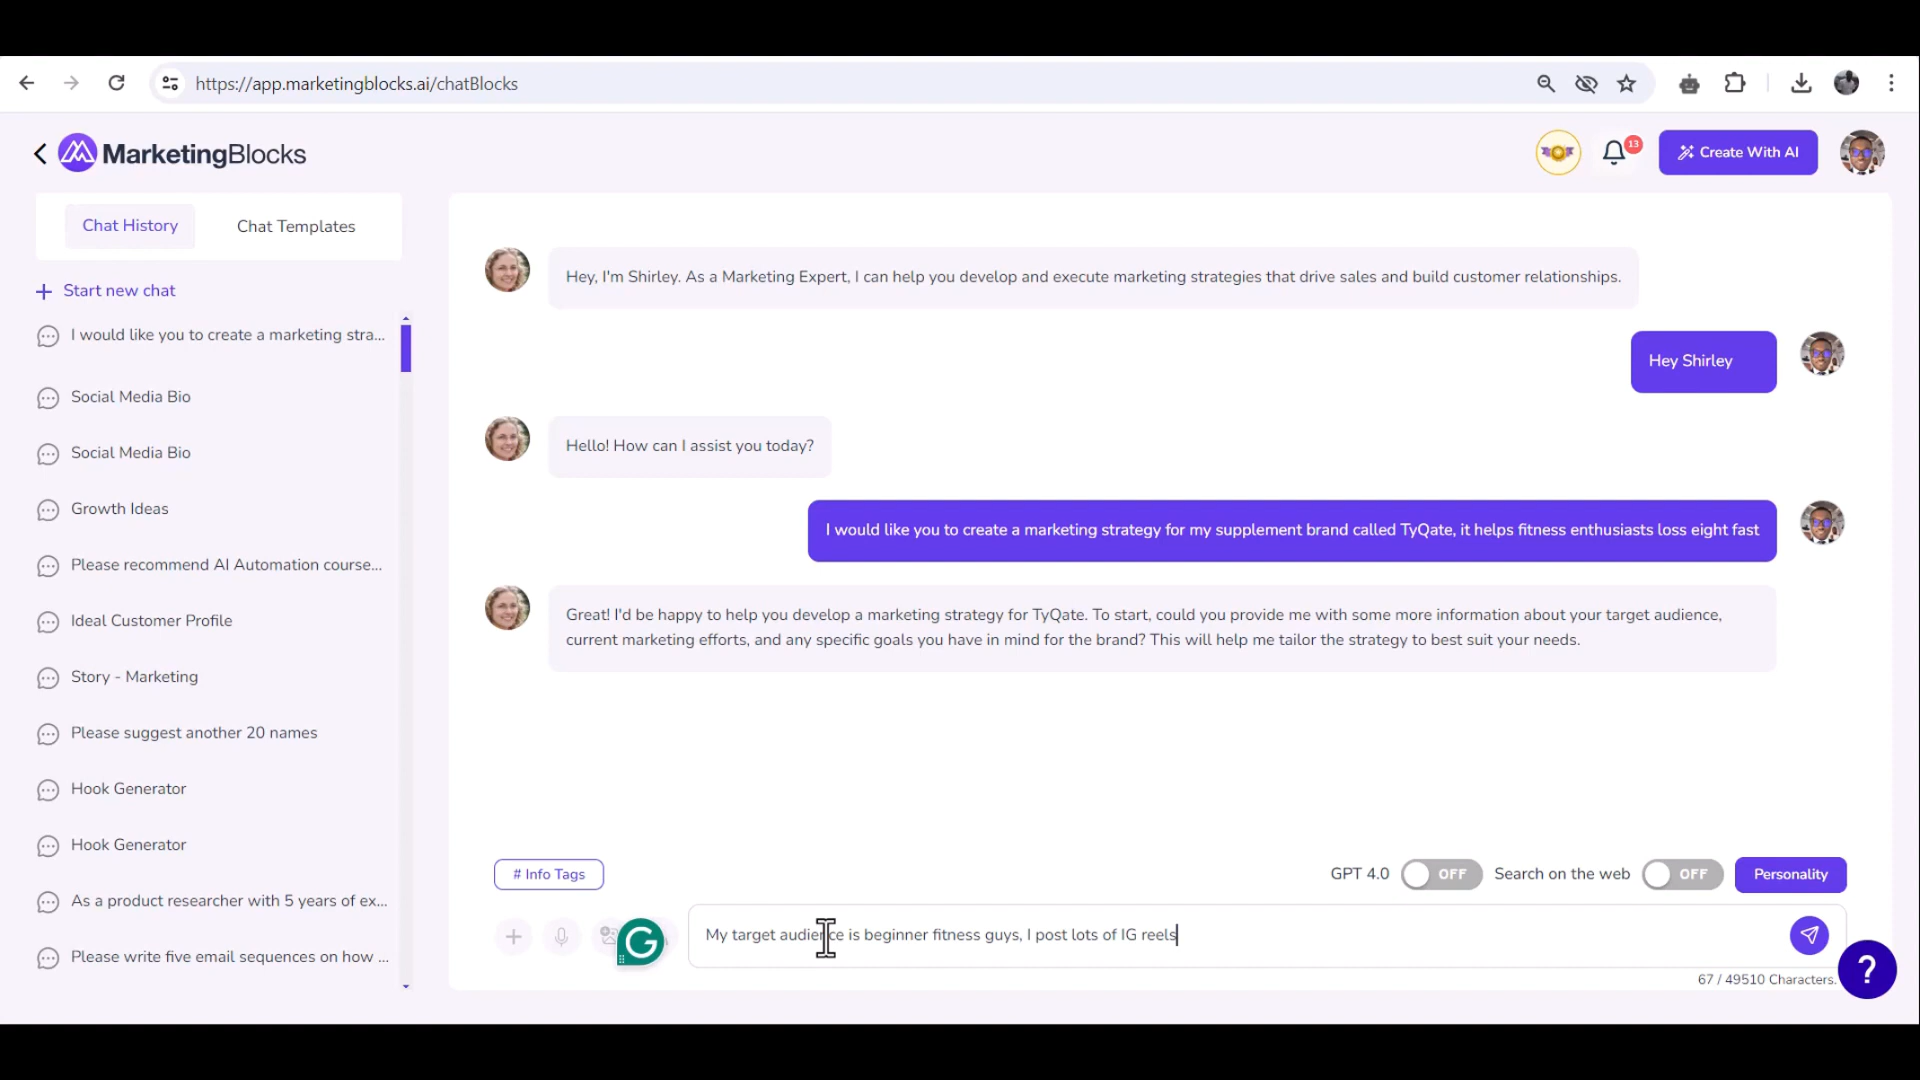 https://app.marketingblocks.ai/chatBlocks
MarketingBlocks
13
Create With AI
Chat History
Chat Templates
+ Start new chat
I would like you to create a marketing stra...
Social Media Bio
Social Media Bio
Growth Ideas
Please recommend AI Automation course...
Ideal Customer Profile
Story - Marketing
Please suggest another 20 names
Hook Generator
Hook Generator
As a product researcher with 5 years of ex...
Please write five email sequences on how ...
Hey, I'm Shirley. As a Marketing Expert, I can help you develop and execute marketing strategies that drive sales and build customer relationships.
Hey Shirley
Hello! How can I assist you today?
I would like you to create a marketing strategy for my supplement brand called TyQate, it helps fitness enthusiasts loss eight fast
Great! I'd be happy to help you develop a marketing strategy for TyQate. To start, could you provide me with some more information about your target audience,
current marketing efforts, and any specific goals you have in mind for the brand? This will help me tailor the strategy to best suit your needs.
# Info Tags
GPT 4.0 OFF Search on the web OFF Personality
My target audience is beginner fitness guys, I post lots of IG reels
67 / 49510 Characters.
?